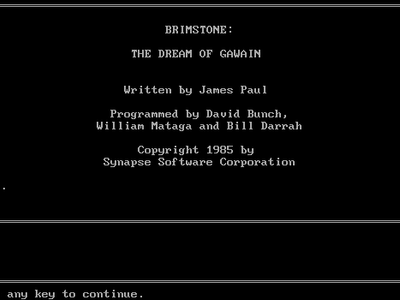 BRIMSTONE:
THE DREAM OF GAWAIN
Written by James Paul
Programmed by David Bunch,
William Mataga and Bill Darrah
Copyright 1985 by
Synapse Software Corporation
.
any key to continue.